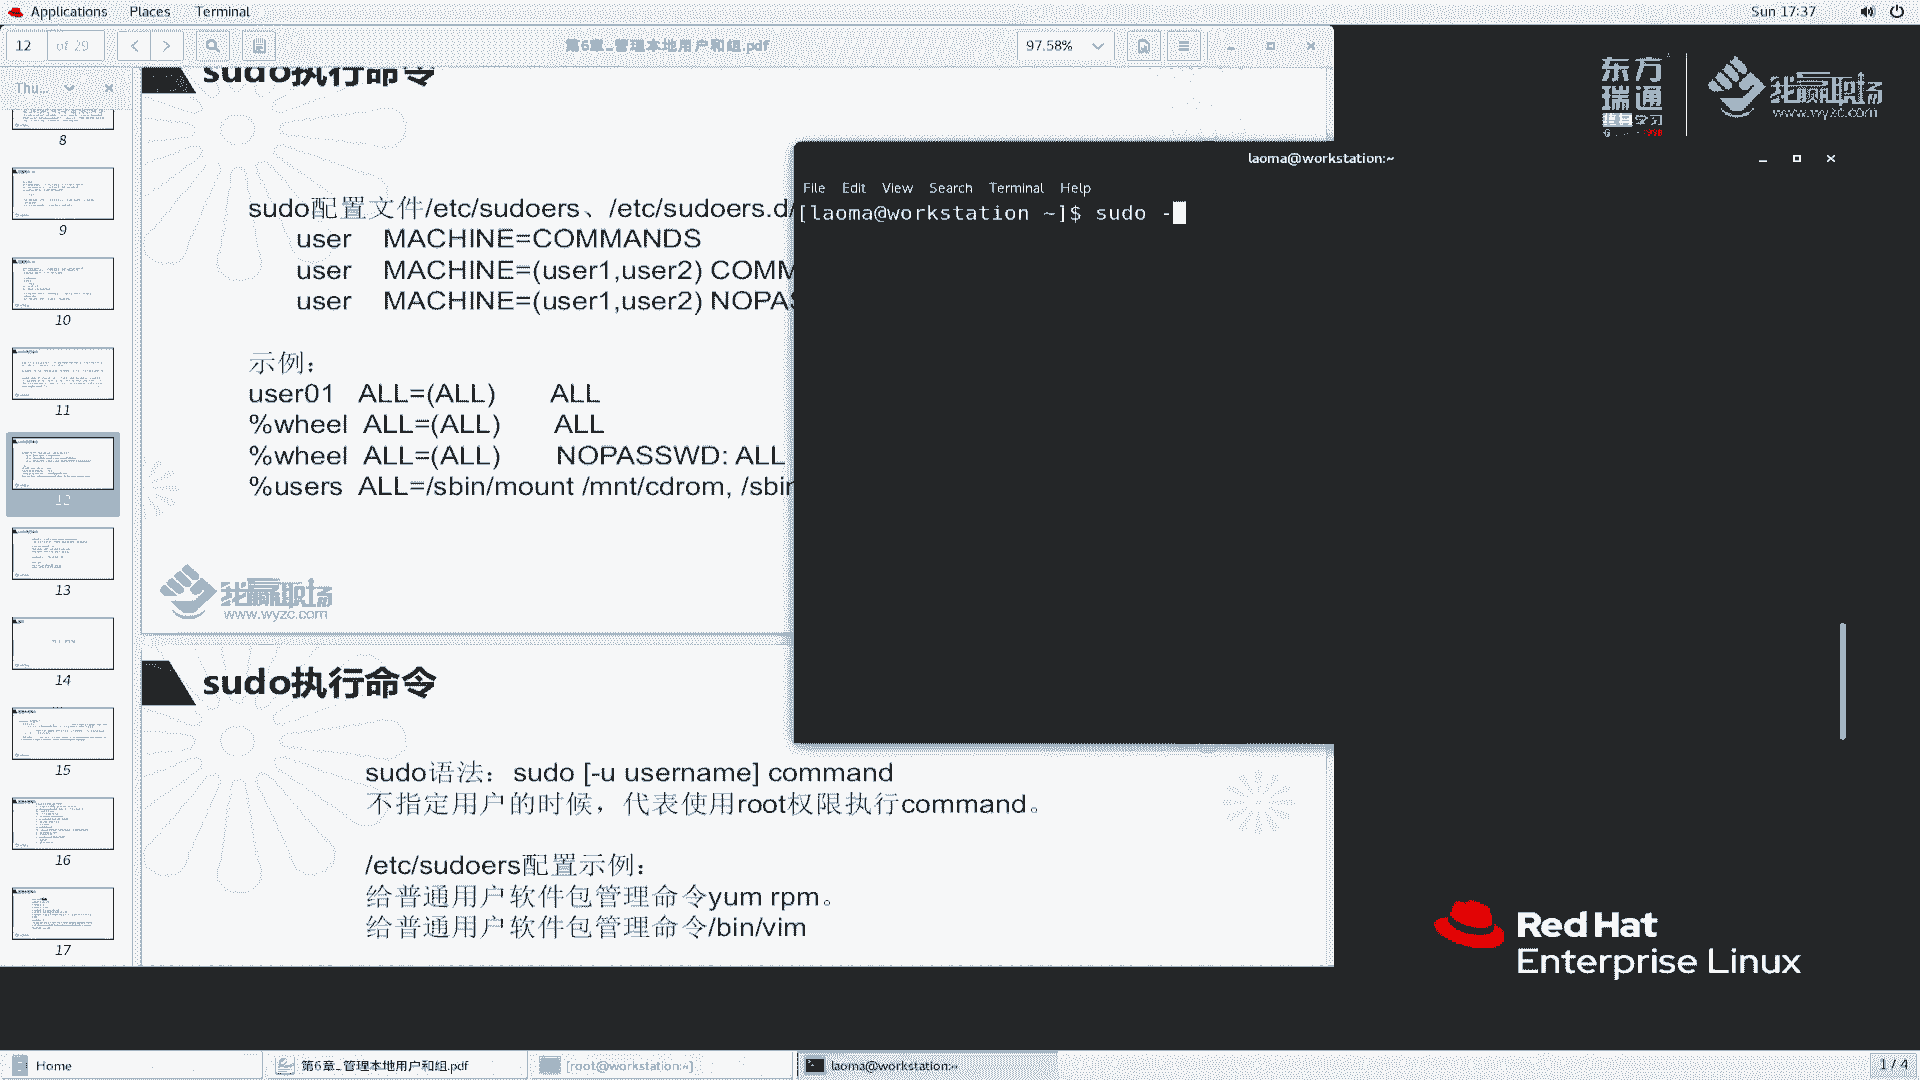 Applications Places Terminal Sun 17:37
12 of 29 第6章_管理本地用户和组.pdf 97.58%
Thu...
8
9
10
11
12
13
14
15
16
17
sudo执行命令
sudo配置文件/etc/sudoers、/etc/sudoers.d/
user MACHINE=COMMANDS
user MACHINE=(user1,user2) COMM
user MACHINE=(user1,user2) NOPAS
示例：
user01 ALL=(ALL) ALL
%wheel ALL=(ALL) ALL
%wheel ALL=(ALL) NOPASSWD: ALL
%users ALL=/sbin/mount /mnt/cdrom, /sbin
我赢职场
www.wyzc.com
sudo执行命令
sudo语法：sudo [-u username] command
不指定用户的时候，代表使用root权限执行command。
/etc/sudoers配置示例：
给普通用户软件包管理命令yum rpm。
给普通用户软件包管理命令/bin/vim
laoma@workstation:~
File Edit View Search Terminal Help
[laoma@workstation ~]$ sudo -
东方
瑞通
学习
我赢职场
www.wyzc.com
Red Hat
Enterprise Linux
Home 第6章_管理本地用户和组.pdf [root@workstation:~] laoma@workstation:~ 1 / 4